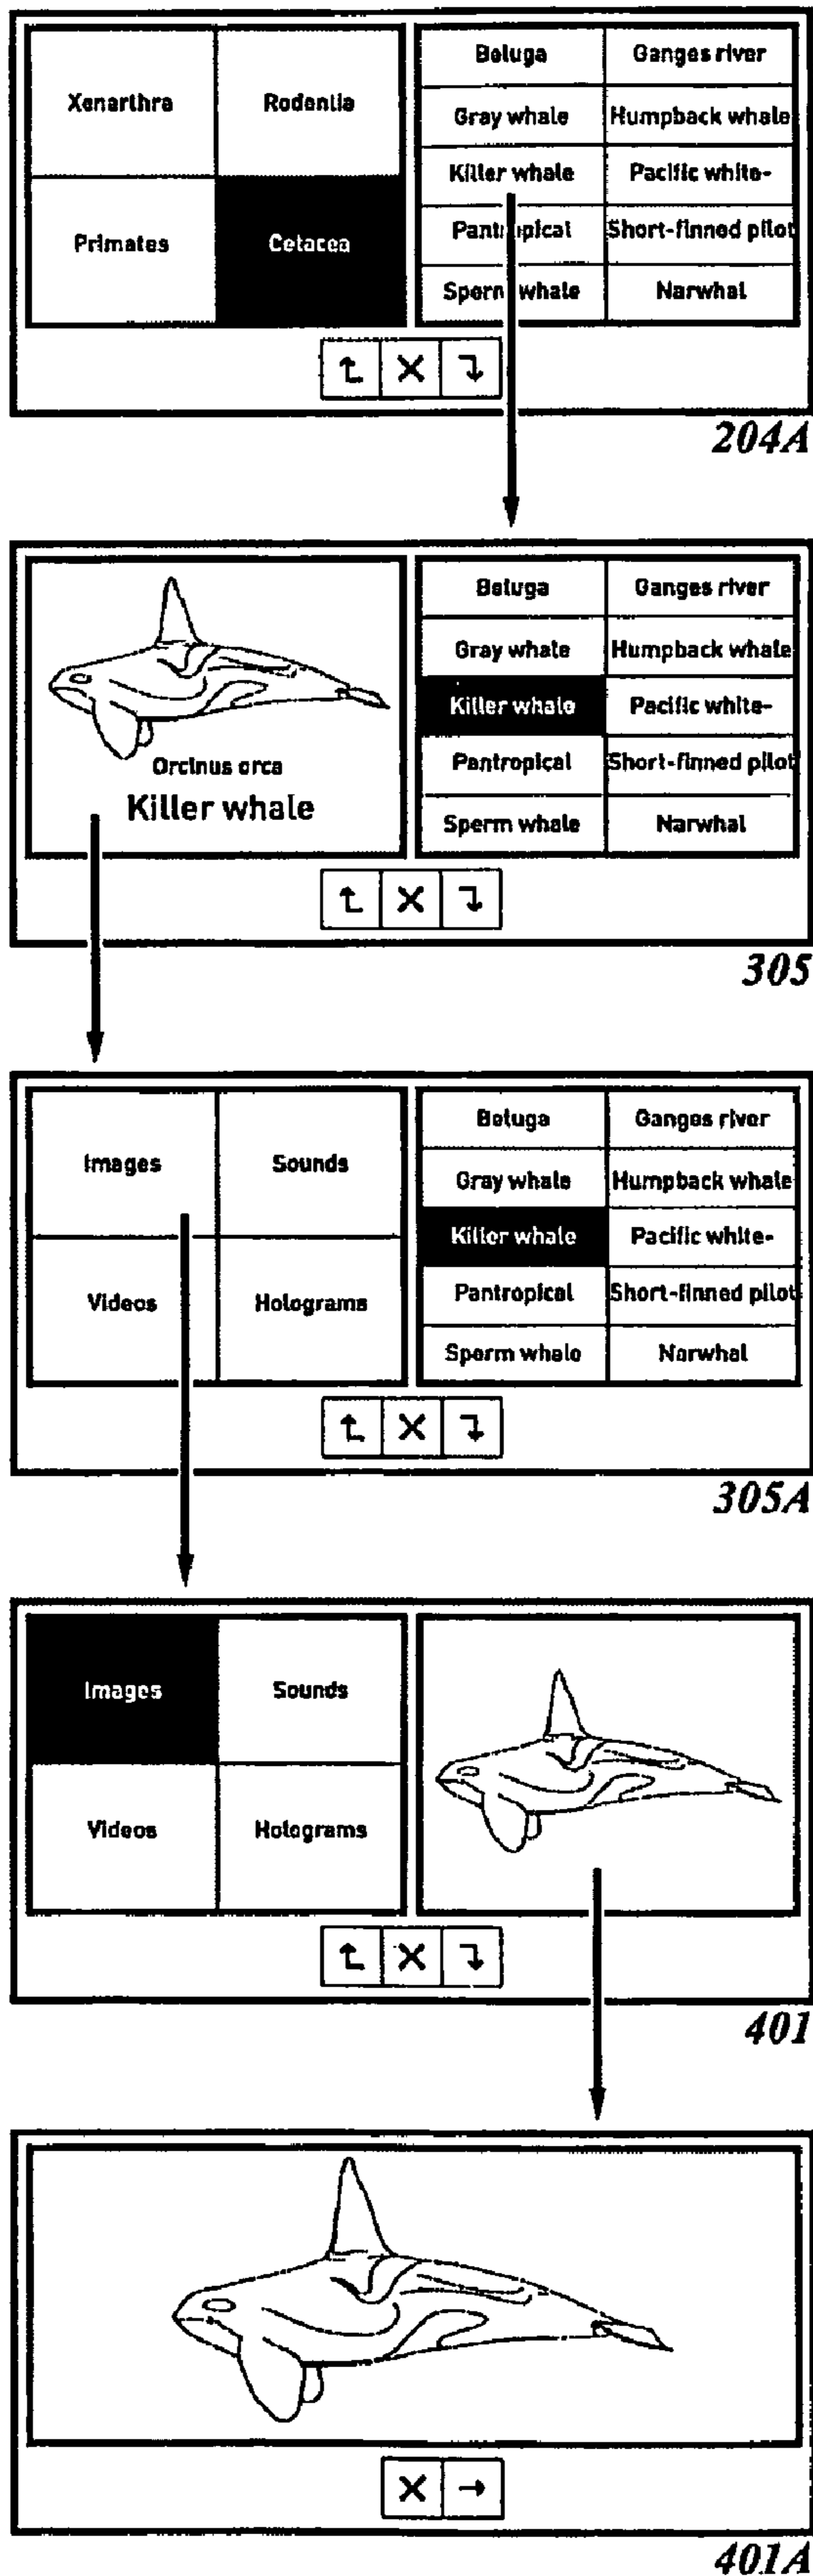 Xenarthra Rodentia Beluga Ganges river
Gray whale Humpback whale
Killer whale Pacific white-
Primates Cetacea Pantropical Short-finned pilot
Sperm whale Narwhal
X
204A
Beluga Ganges river
Gray whale Humpback whale
Killer whale Pacific white-
Orcinus orca Pantropical Short-finned pilot
Killer whale Sperm whale Narwhal
X
305
Images Sounds Beluga Ganges river
Gray whale Humpback whale
Killer whale Pacific white-
Videos Holograms Pantropical Short-finned pilot
Sperm whale Narwhal
X
305A
Images Sounds
Videos Holograms
X
401
X →
401A